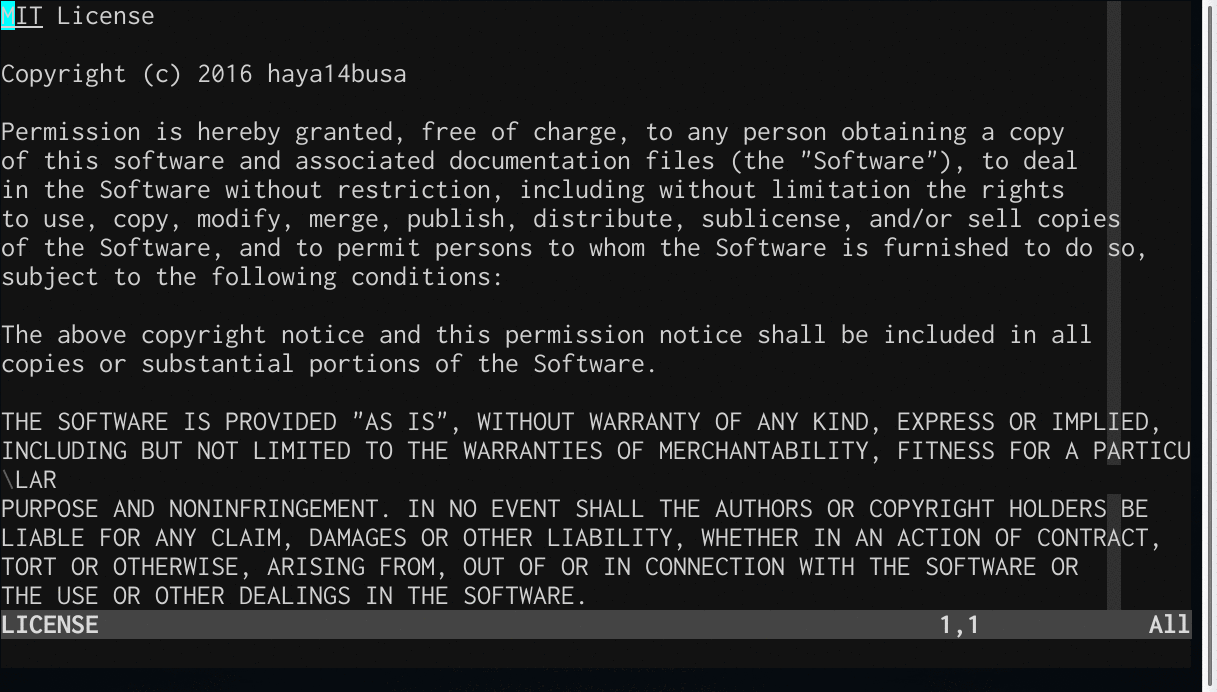 MIT License
Copyright (c) 2016 haya14busa
Permission is hereby granted, free of charge, to any person obtaining a copy
of this software and associated documentation files (the "Software"), to deal
in the Software without restriction, including without limitation the rights
to use, copy, modify, merge, publish, distribute, sublicense, and/or sell copies
of the Software, and to permit persons to whom the Software is furnished to do so,
subject to the following conditions:
The above copyright notice and this permission notice shall be included in all
copies or substantial portions of the Software.
THE SOFTWARE IS PROVIDED "AS IS", WITHOUT WARRANTY OF ANY KIND, EXPRESS OR IMPLIED,
INCLUDING BUT NOT LIMITED TO THE WARRANTIES OF MERCHANTABILITY, FITNESS FOR A PARTICU
\LAR
PURPOSE AND NONINFRINGEMENT. IN NO EVENT SHALL THE AUTHORS OR COPYRIGHT HOLDERS BE
LIABLE FOR ANY CLAIM, DAMAGES OR OTHER LIABILITY, WHETHER IN AN ACTION OF CONTRACT,
TORT OR OTHERWISE, ARISING FROM, OUT OF OR IN CONNECTION WITH THE SOFTWARE OR
THE USE OR OTHER DEALINGS IN THE SOFTWARE.
LICENSE 1,1 All